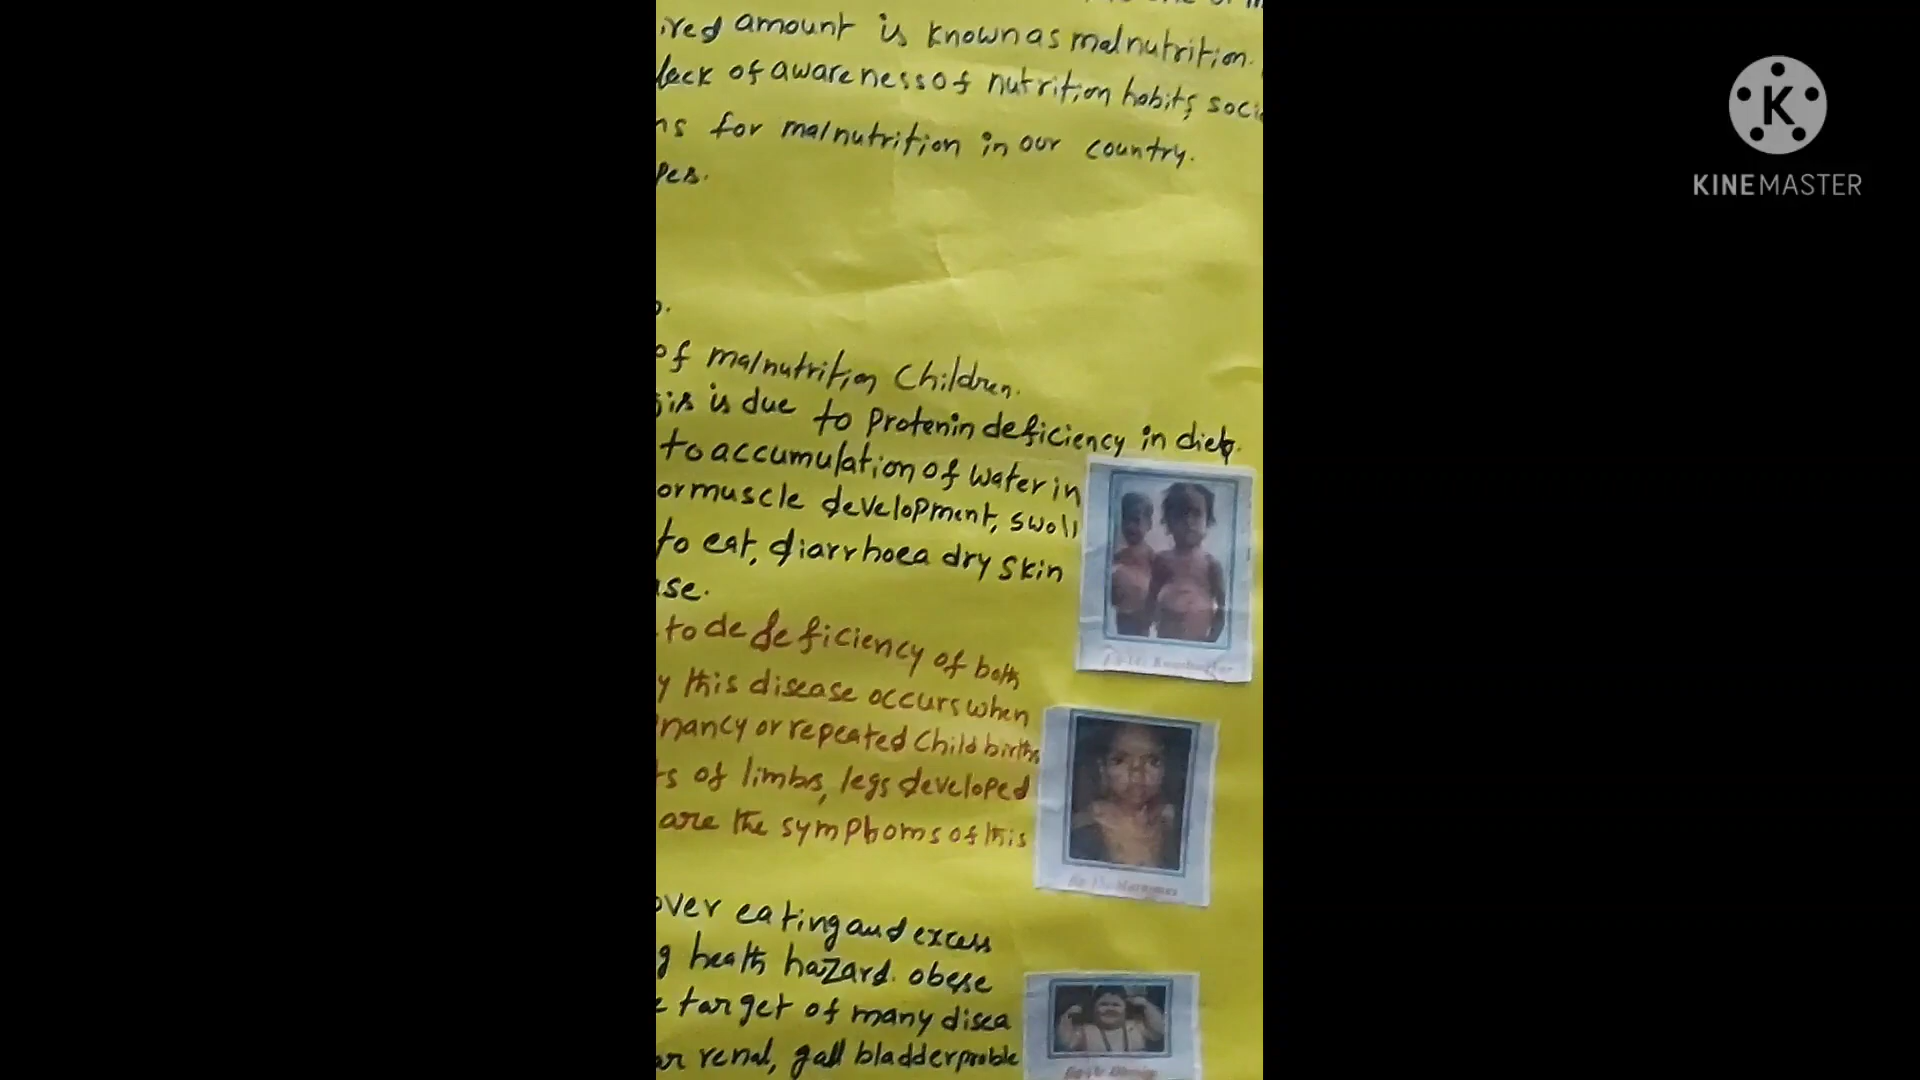 amount is known as malnutrition.
lack of awareness of nutrition habits, soci
ns for malnutrition in our country.
pes.
of malnutrition Children.
is due to Protenin deficiency in diet.
to accumulation of water in
or muscle development, swoll
to eat, diarrhoea dry skin
se.
to de deficiency of both
y this disease occurs when
nancy or repeated Child births
ts of limbs, legs developed
are the symphoms of this
over eating and excess
g health hazard. obese
target of many disea
ar renal, gall bladder proble
KINEMASTER